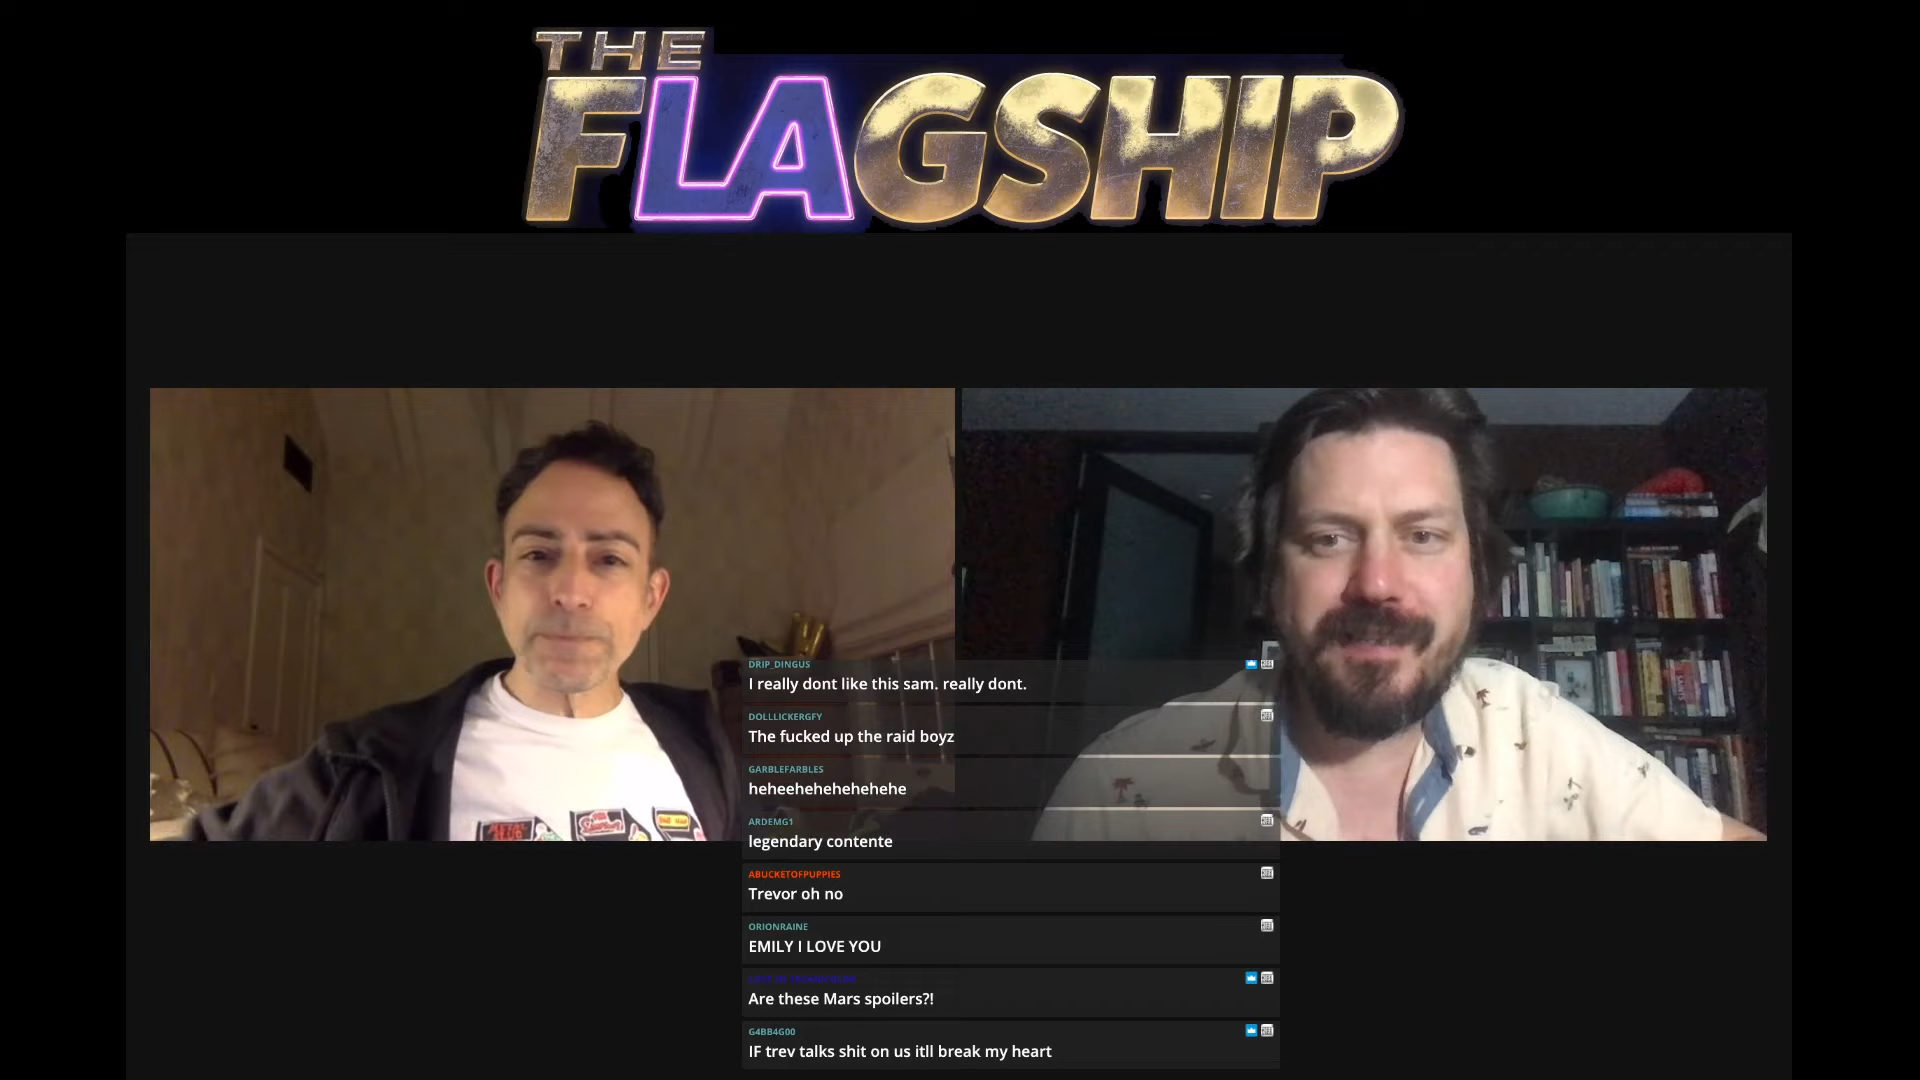 THE
FLAGSHIP
DRIP_DINGUS
I really dont like this sam. really dont.
DOLLLICKERGFY
The fucked up the raid boyz
GARBLEFARBLES
heheehehehehehehe
ARDEMG1
legendary contente
ABUCKETOFPUPPIES
Trevor oh no
ORIONRAINE
EMILY I LOVE YOU
Are these Mars spoilers?!
G4BB4G00
IF trev talks shit on us itll break my heart